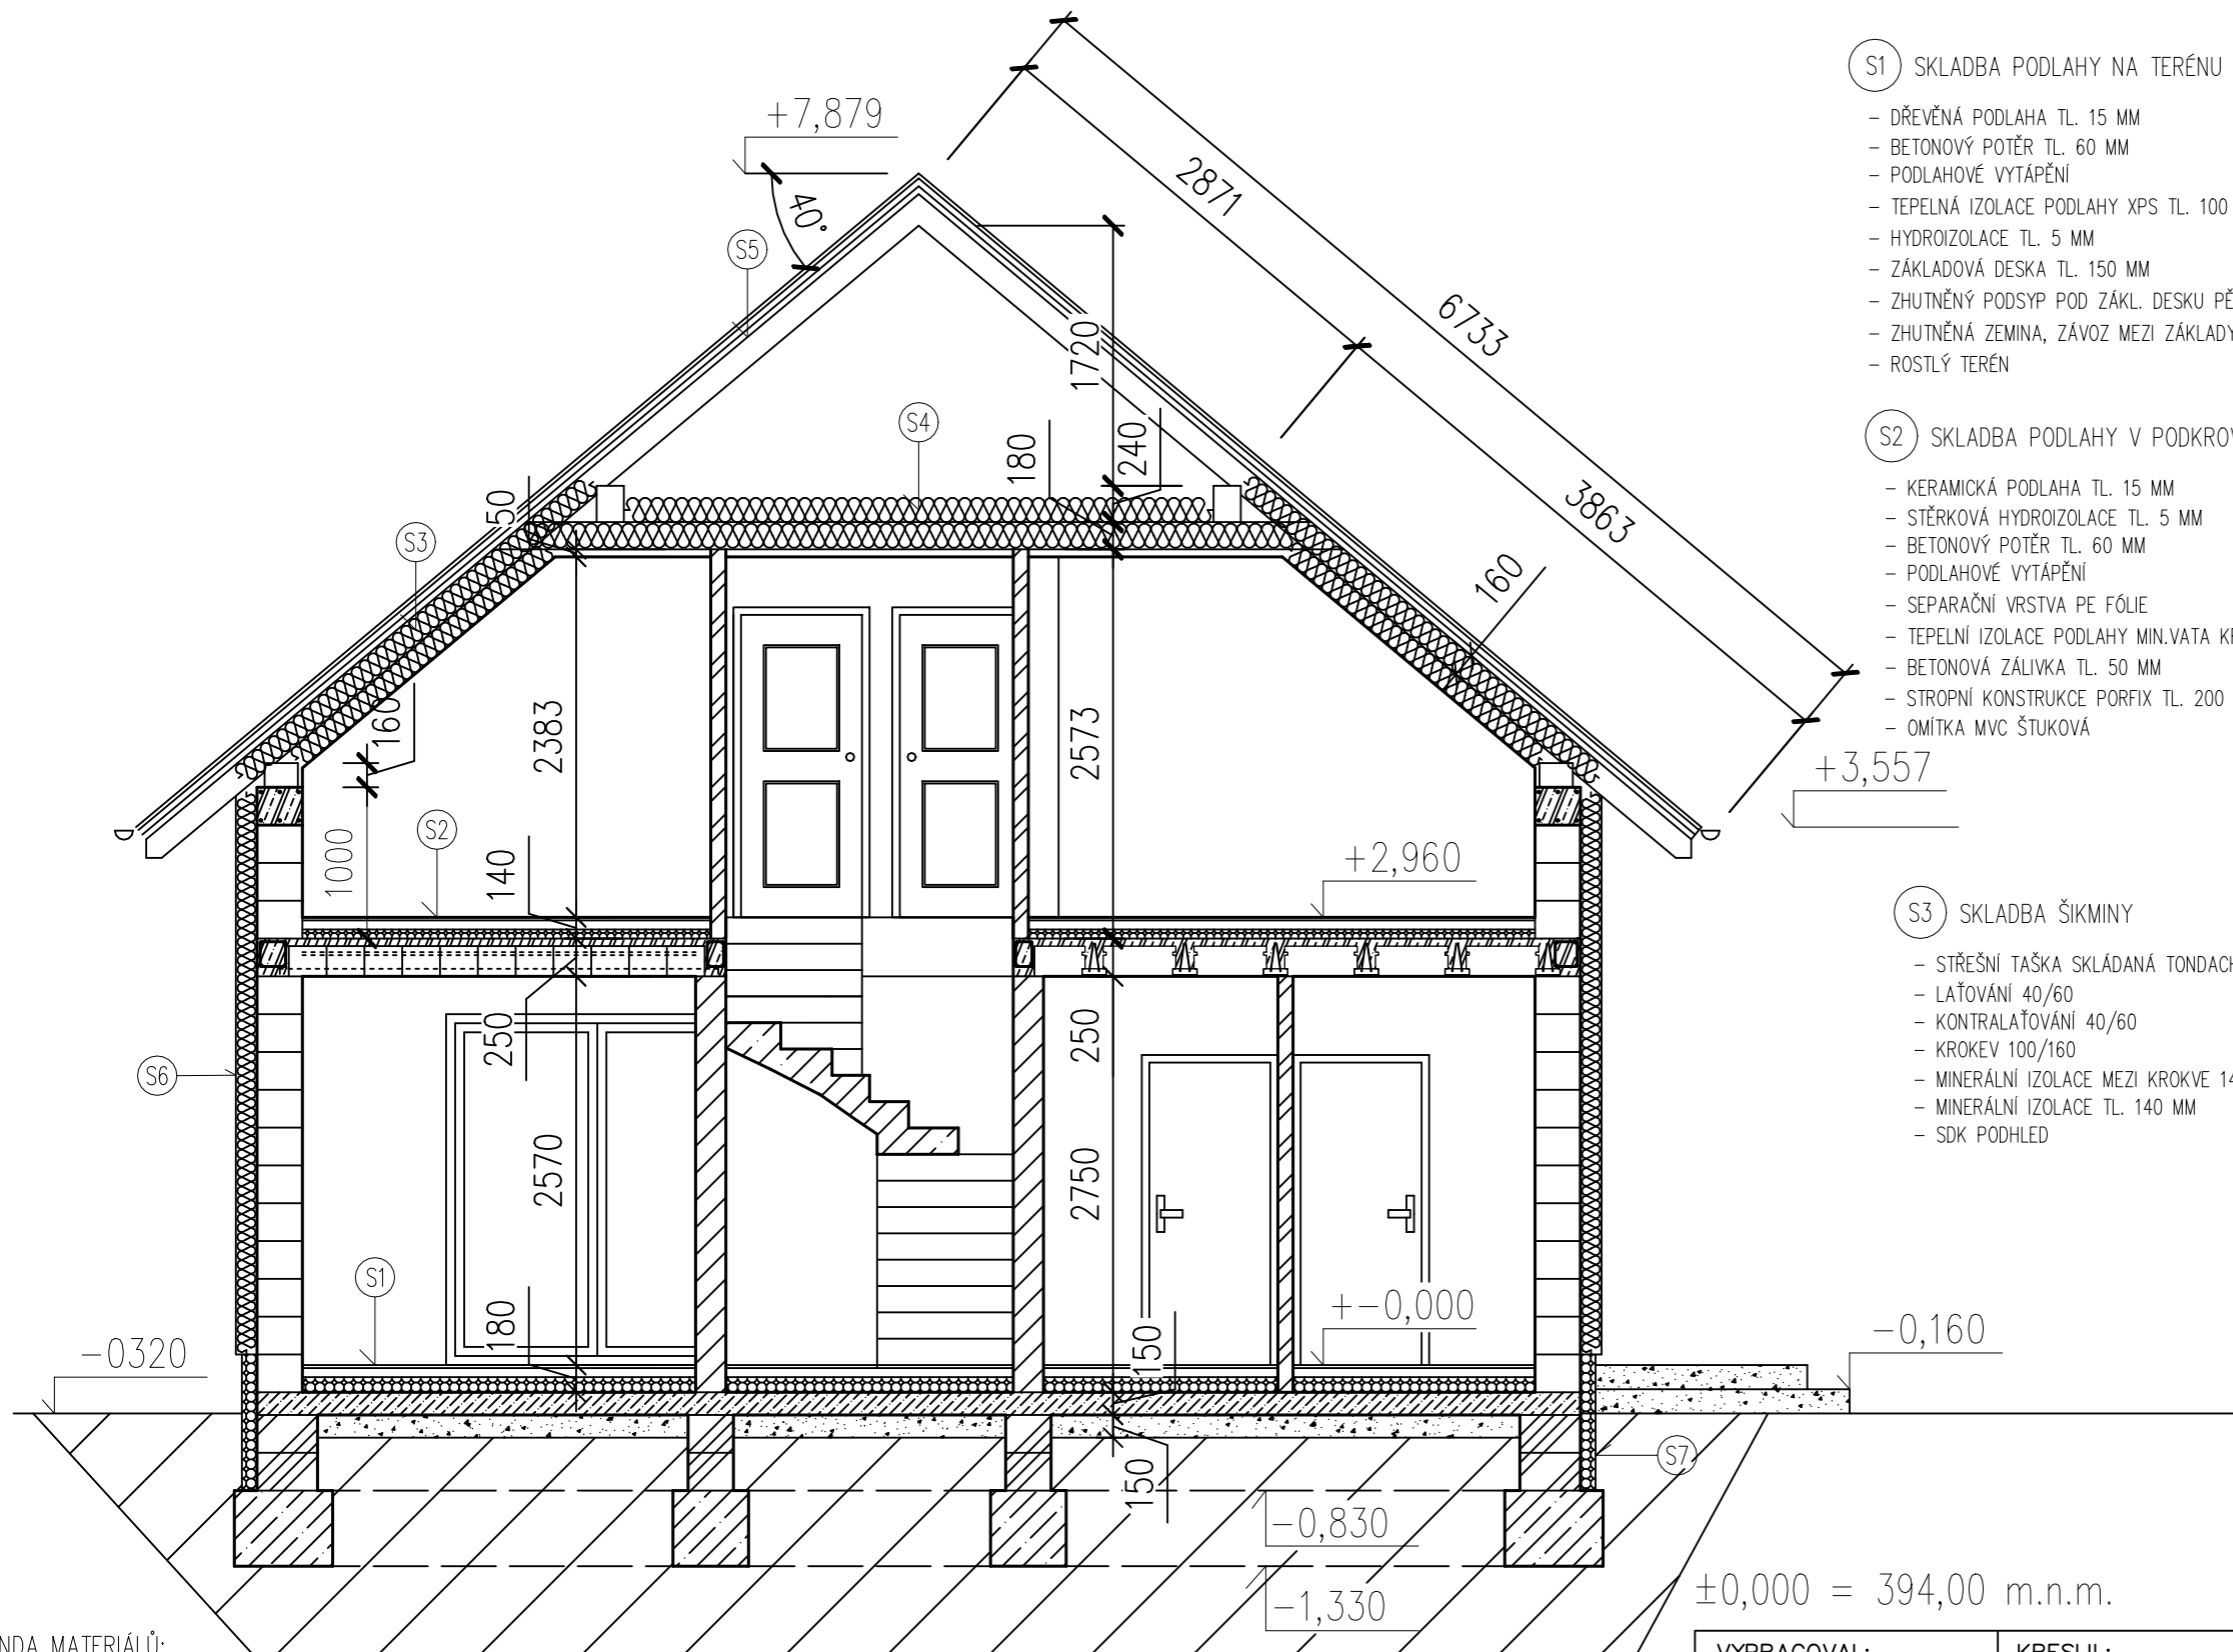 +7,879
40°
S5
2871
6733
1720
S4
180
240
50
S3
3863
160
160
2383
2573
+3,557
1000
S2
140
+2,960
250
250
S6
2570
2750
S1
180
150
+-0,000
-0320
-0,160
S7
150
-0,830
-1,330
S1 SKLADBA PODLAHY NA TERÉNU
- DŘEVĚNÁ PODLAHA TL. 15 MM
- BETONOVÝ POTĚR TL. 60 MM
- PODLAHOVÉ VYTÁPĚNÍ
- TEPELNÁ IZOLACE PODLAHY XPS TL. 100
- HYDROIZOLACE TL. 5 MM
- ZÁKLADOVÁ DESKA TL. 150 MM
- ZHUTNĚNÝ PODSYP POD ZÁKL. DESKU PĚ
- ZHUTNĚNÁ ZEMINA, ZÁVOZ MEZI ZÁKLADY
- ROSTLÝ TERÉN
S2 SKLADBA PODLAHY V PODKROV
- KERAMICKÁ PODLAHA TL. 15 MM
- STĚRKOVÁ HYDROIZOLACE TL. 5 MM
- BETONOVÝ POTĚR TL. 60 MM
- PODLAHOVÉ VYTÁPĚNÍ
- SEPARAČNÍ VRSTVA PE FÓLIE
- TEPELNÍ IZOLACE PODLAHY MIN.VATA
- BETONOVÁ ZÁLIVKA TL. 50 MM
- STROPNÍ KONSTRUKCE PORFIX TL. 200
- OMÍTKA MVC ŠTUKOVÁ
S3 SKLADBA ŠIKMINY
- STŘEŠNÍ TAŠKA SKLÁDANÁ TONDACH
- LAŤOVÁNÍ 40/60
- KONTRALAŤOVÁNÍ 40/60
- KROKEV 100/160
- MINERÁLNÍ IZOLACE MEZI KROKVE 14
- MINERÁLNÍ IZOLACE TL. 140 MM
- SDK PODHLED
±0,000 = 394,00 m.n.m.
NDA MATERIÁLŮ:
VYPRACOVAL:
KRESLIL: